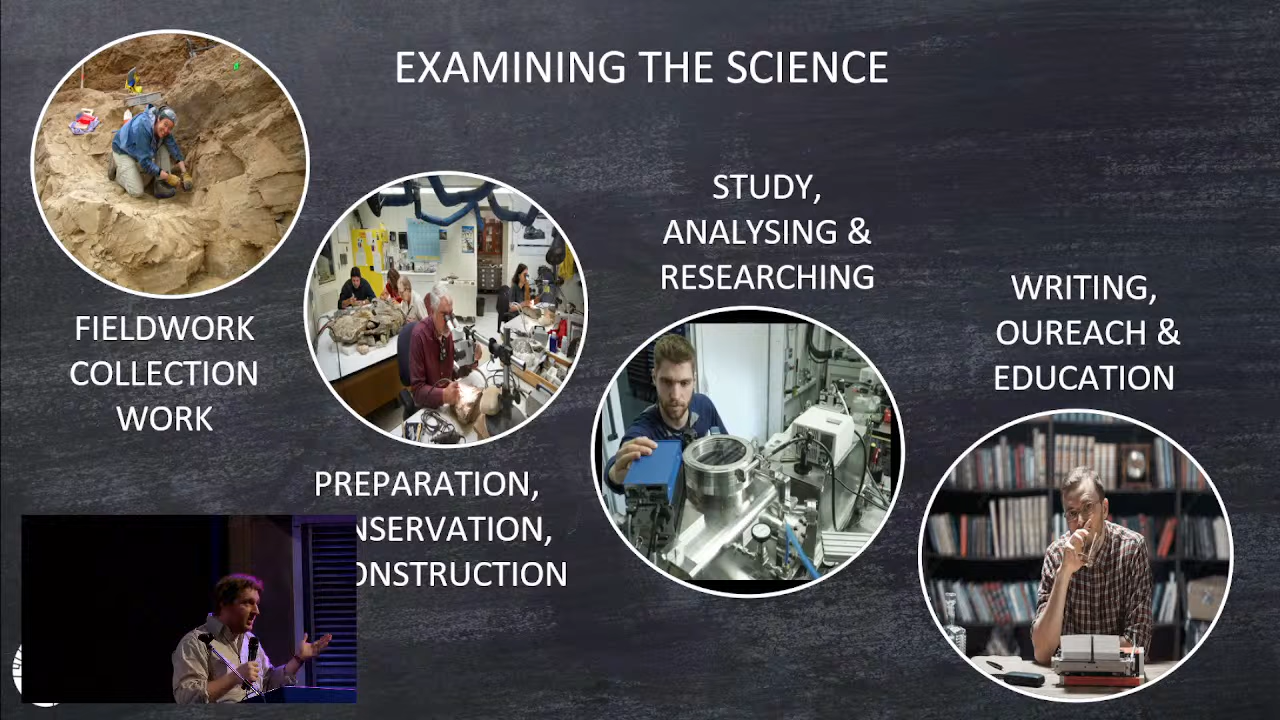 EXAMINING THE SCIENCE
FIELDWORK
COLLECTION
WORK
PREPARATION,
NSERVATION,
ONSTRUCTION
STUDY,
ANALYSING &
RESEARCHING
WRITING,
OUREACH &
EDUCATION